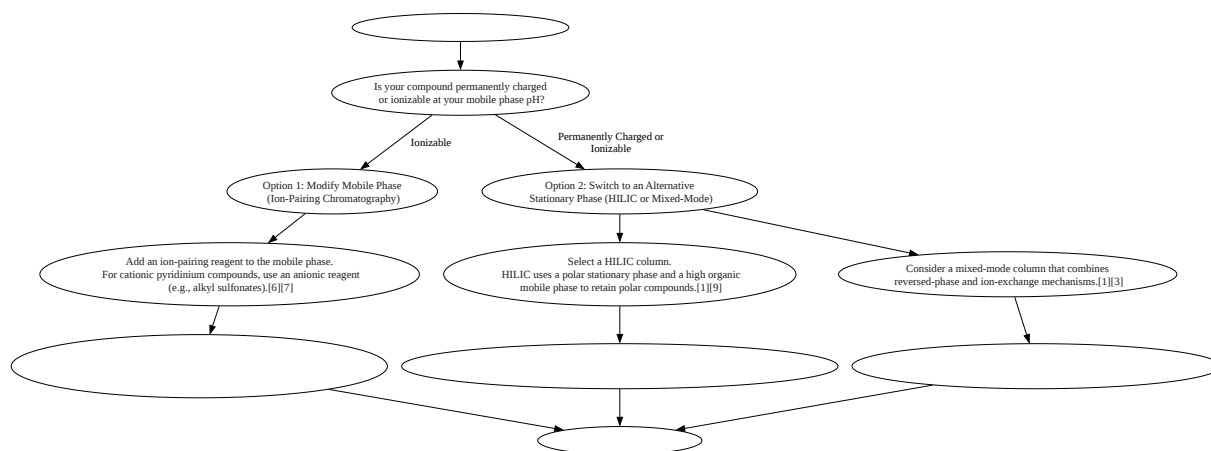 Is your compound permanently charged
or ionizable at your mobile phase pH?
Ionizable
Permanently Charged or
Ionizable
Option 1: Modify Mobile Phase
(Ion-Pairing Chromatography)
Option 2: Switch to an Alternative
Stationary Phase (HILIC or Mixed-Mode)
Add an ion-pairing reagent to the mobile phase.
For cationic pyridinium compounds, use an anionic reagent
(e.g., alkyl sulfonates).[6][7]
Select a HILIC column.
HILIC uses a polar stationary phase and a high organic
mobile phase to retain polar compounds.[1][9]
Consider a mixed-mode column that combines
reversed-phase and ion-exchange mechanisms.[1][3]